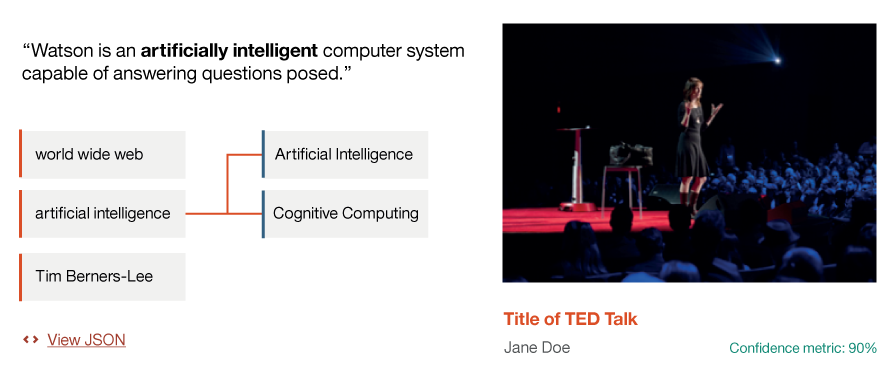 “Watson is an artificially intelligent computer system
capable of answering questions posed.”
world wide web
Artificial Intelligence
artificial intelligence
Cognitive Computing
Tim Berners-Lee
<> View JSON
Title of TED Talk
Jane Doe
Confidence metric: 90%